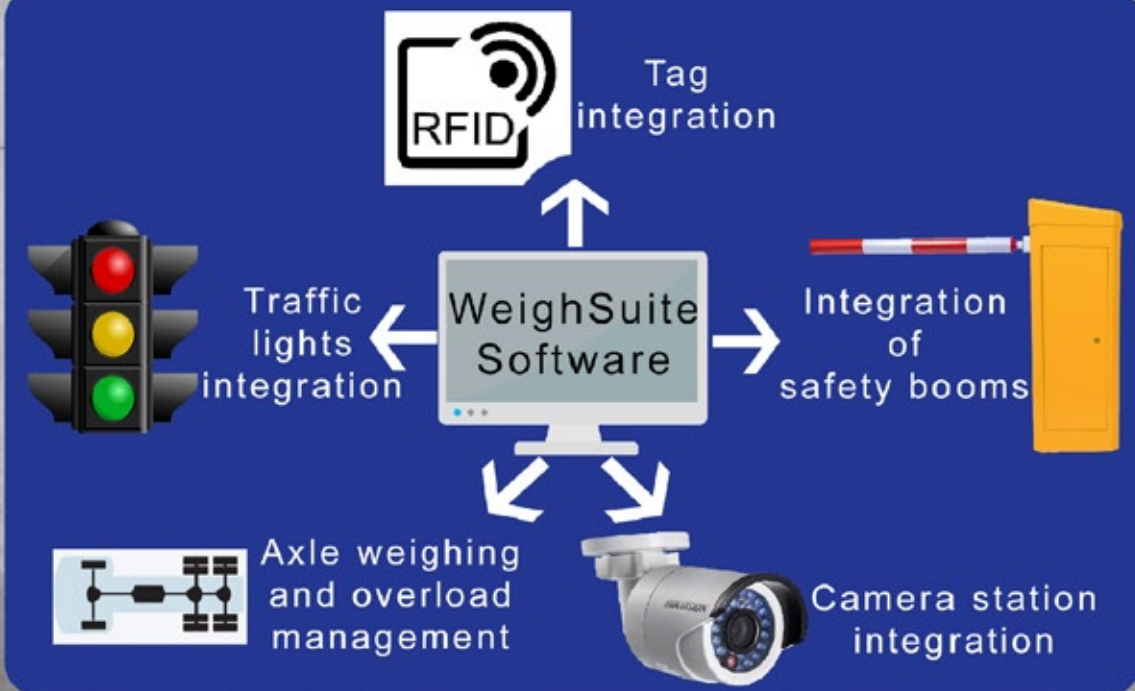 RFID
Tag
integration
Traffic
lights
integration
WeighSuite
Software
Integration
of
safety booms
Axle weighing
and overload
management
HIKVISION
Camera station
integration